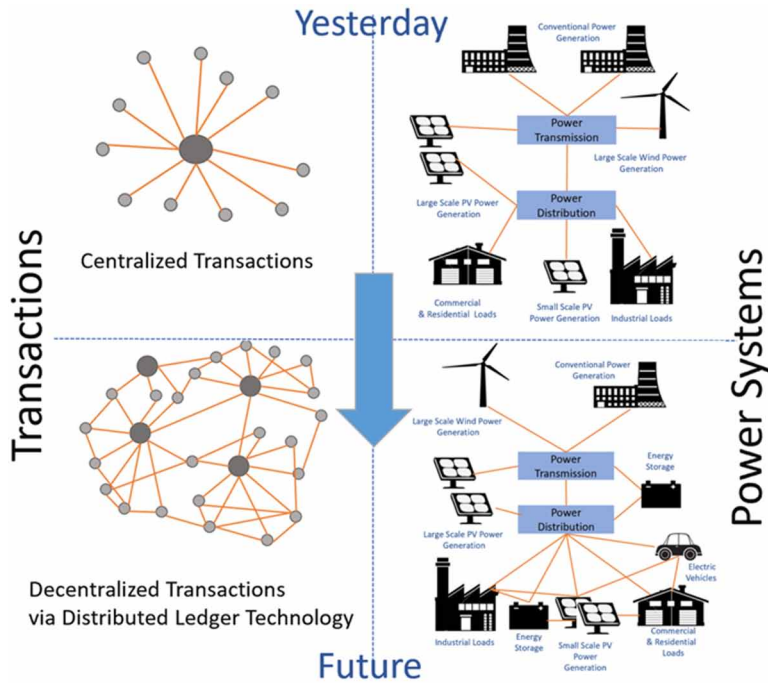 Yesterday
Transactions
Centralized Transactions
Conventional Power
Generation
Power
Transmission
Large Scale Wind Power
Generation
Large Scale PV Power
Generation
Power
Distribution
Commercial
& Residential Loads
Small Scale PV
Power Generation
Industrial Loads
Power Systems
Decentralized Transactions
via Distributed Ledger Technology
Conventional Power
Generation
Large Scale Wind Power
Generation
Power
Transmission
Energy
Storage
Large Scale PV Power
Generation
Power
Distribution
Electric
Vehicles
Industrial Loads
Energy
Storage
Small Scale PV
Power
Generation
Commercial
& Residential
Loads
Future